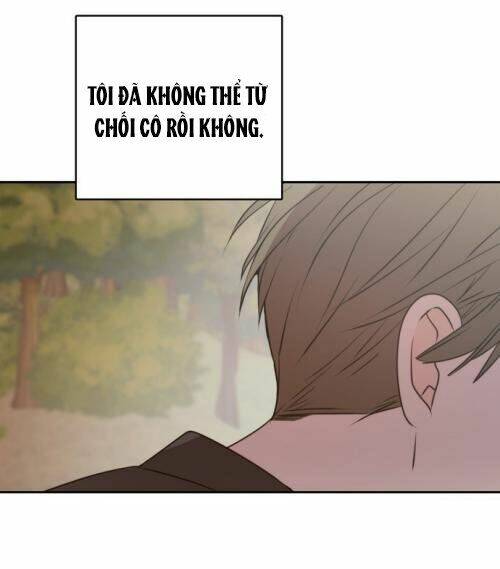 TÔI ĐÃ KHÔNG THỂ TỪ
CHỐI CÔ RỒI KHÔNG.